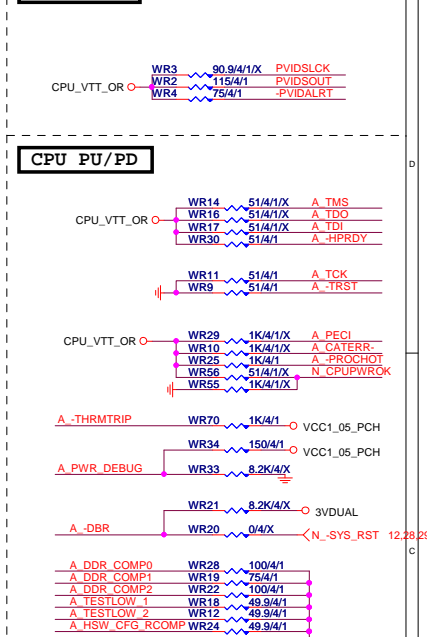 WR3 90.9/4/1/X PVIDSLCK
CPU_VTT_OR WR2 115/4/1 PVIDSOUT
WR4 75/4/1 -PVIDALRT
CPU PU/PD
D
WR14 51/4/1/X A_TMS
CPU_VTT_OR WR16 51/4/1/X A_TDO
WR17 51/4/1/X A_TDI
WR30 51/4/1 A_-HPRDY
WR11 51/4/1 A_TCK
WR9 51/4/1 A_-TRST
CPU_VTT_OR WR29 1K/4/1/X A_PECI
WR10 1K/4/1/X A_CATERR-
WR25 1K/4/1 A_-PROCHOT
WR56 51/4/1/X N_CPUPWROK
WR55 1K/4/1/X
A_-THRMTRIP WR70 1K/4/1 VCC1_05_PCH
WR34 150/4/1 VCC1_05_PCH
A_PWR_DEBUG WR33 8.2K/4/X
WR21 8.2K/4/X 3VDUAL
A_-DBR WR20 0/4/X N_-SYS_RST 12,28,29
C
A_DDR_COMP0 WR28 100/4/1
A_DDR_COMP1 WR19 75/4/1
A_DDR_COMP2 WR22 100/4/1
A_TESTLOW_1 WR18 49.9/4/1
A_TESTLOW_2 WR12 49.9/4/1
A_HSW_CFG_RCOMP WR24 49.9/4/1